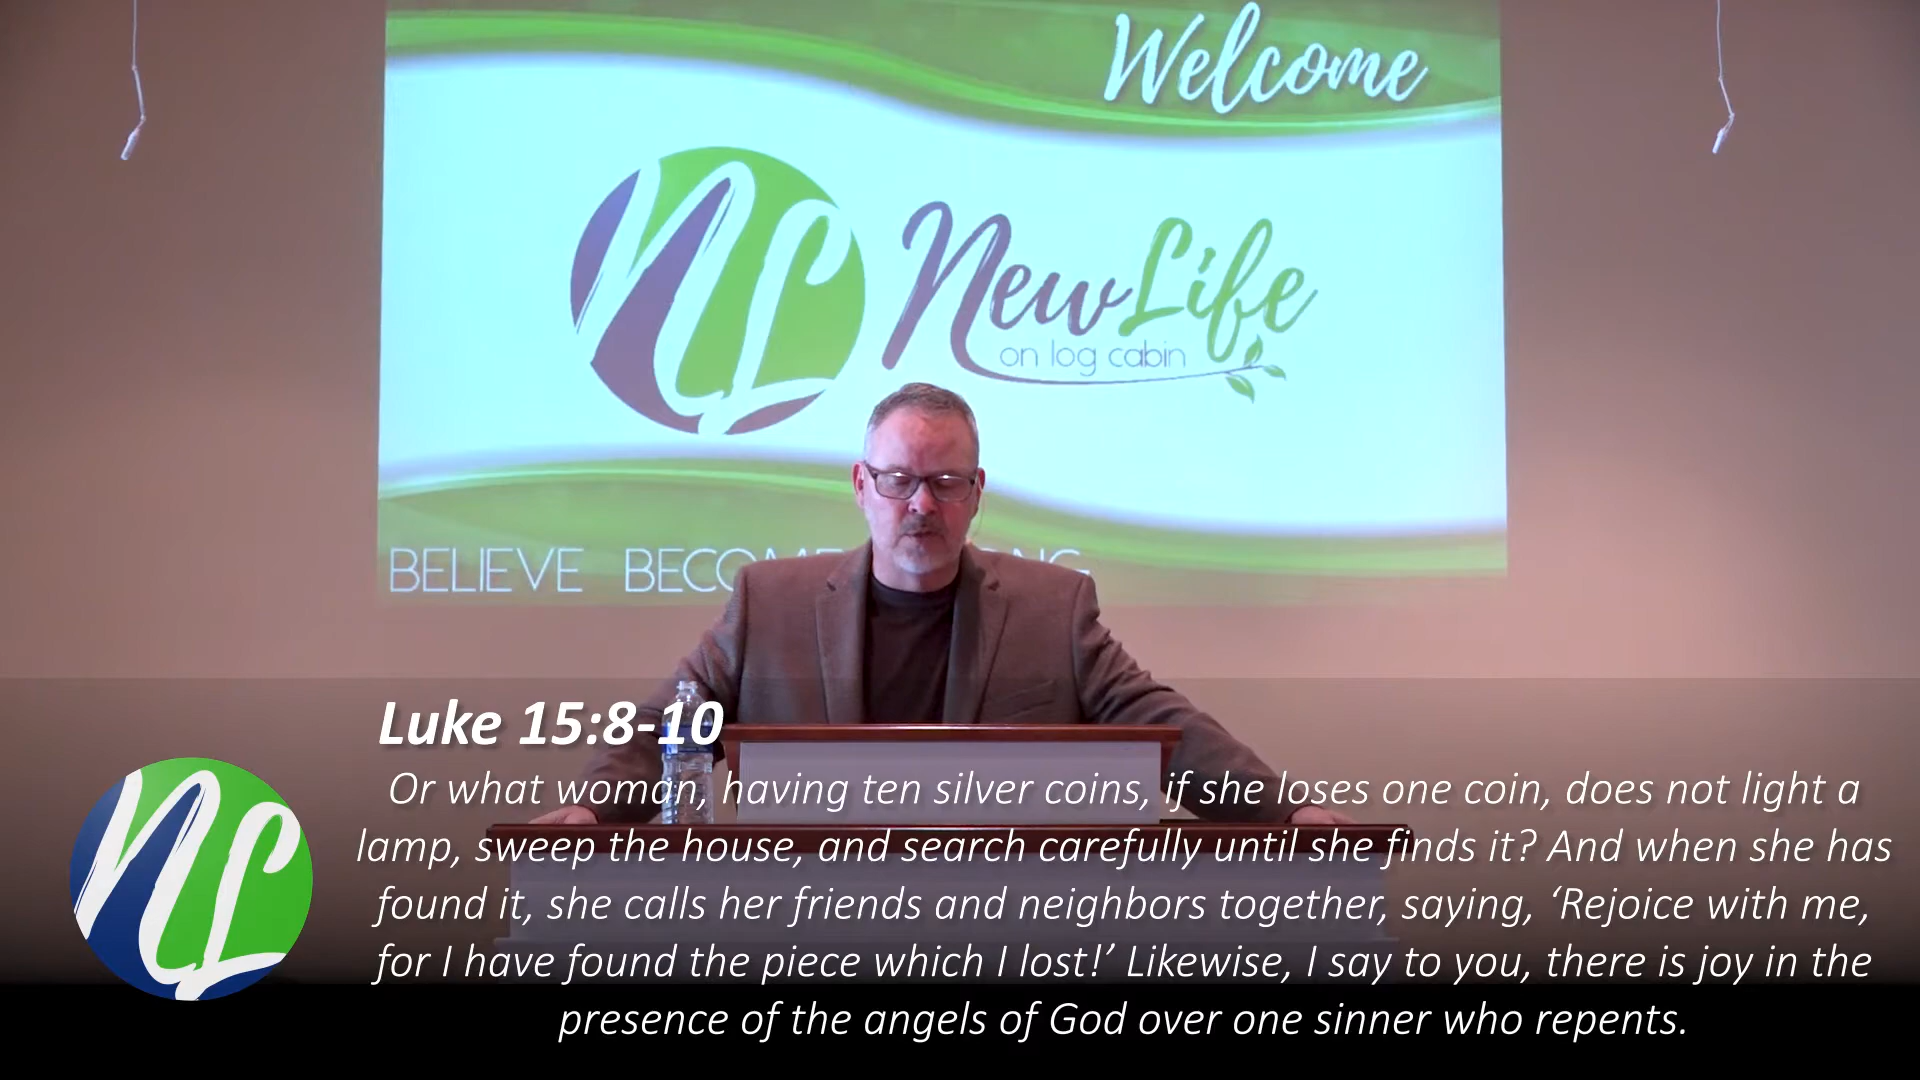 Welcome
NL
NewLife
on log cabin
BELIEVE BECOME
Luke 15:8-10
Or what woman, having ten silver coins, if she loses one coin, does not light a
lamp, sweep the house, and search carefully until she finds it? And when she has
found it, she calls her friends and neighbors together, saying, ‘Rejoice with me,
for I have found the piece which I lost!’ Likewise, I say to you, there is joy in the
presence of the angels of God over one sinner who repents.
NL